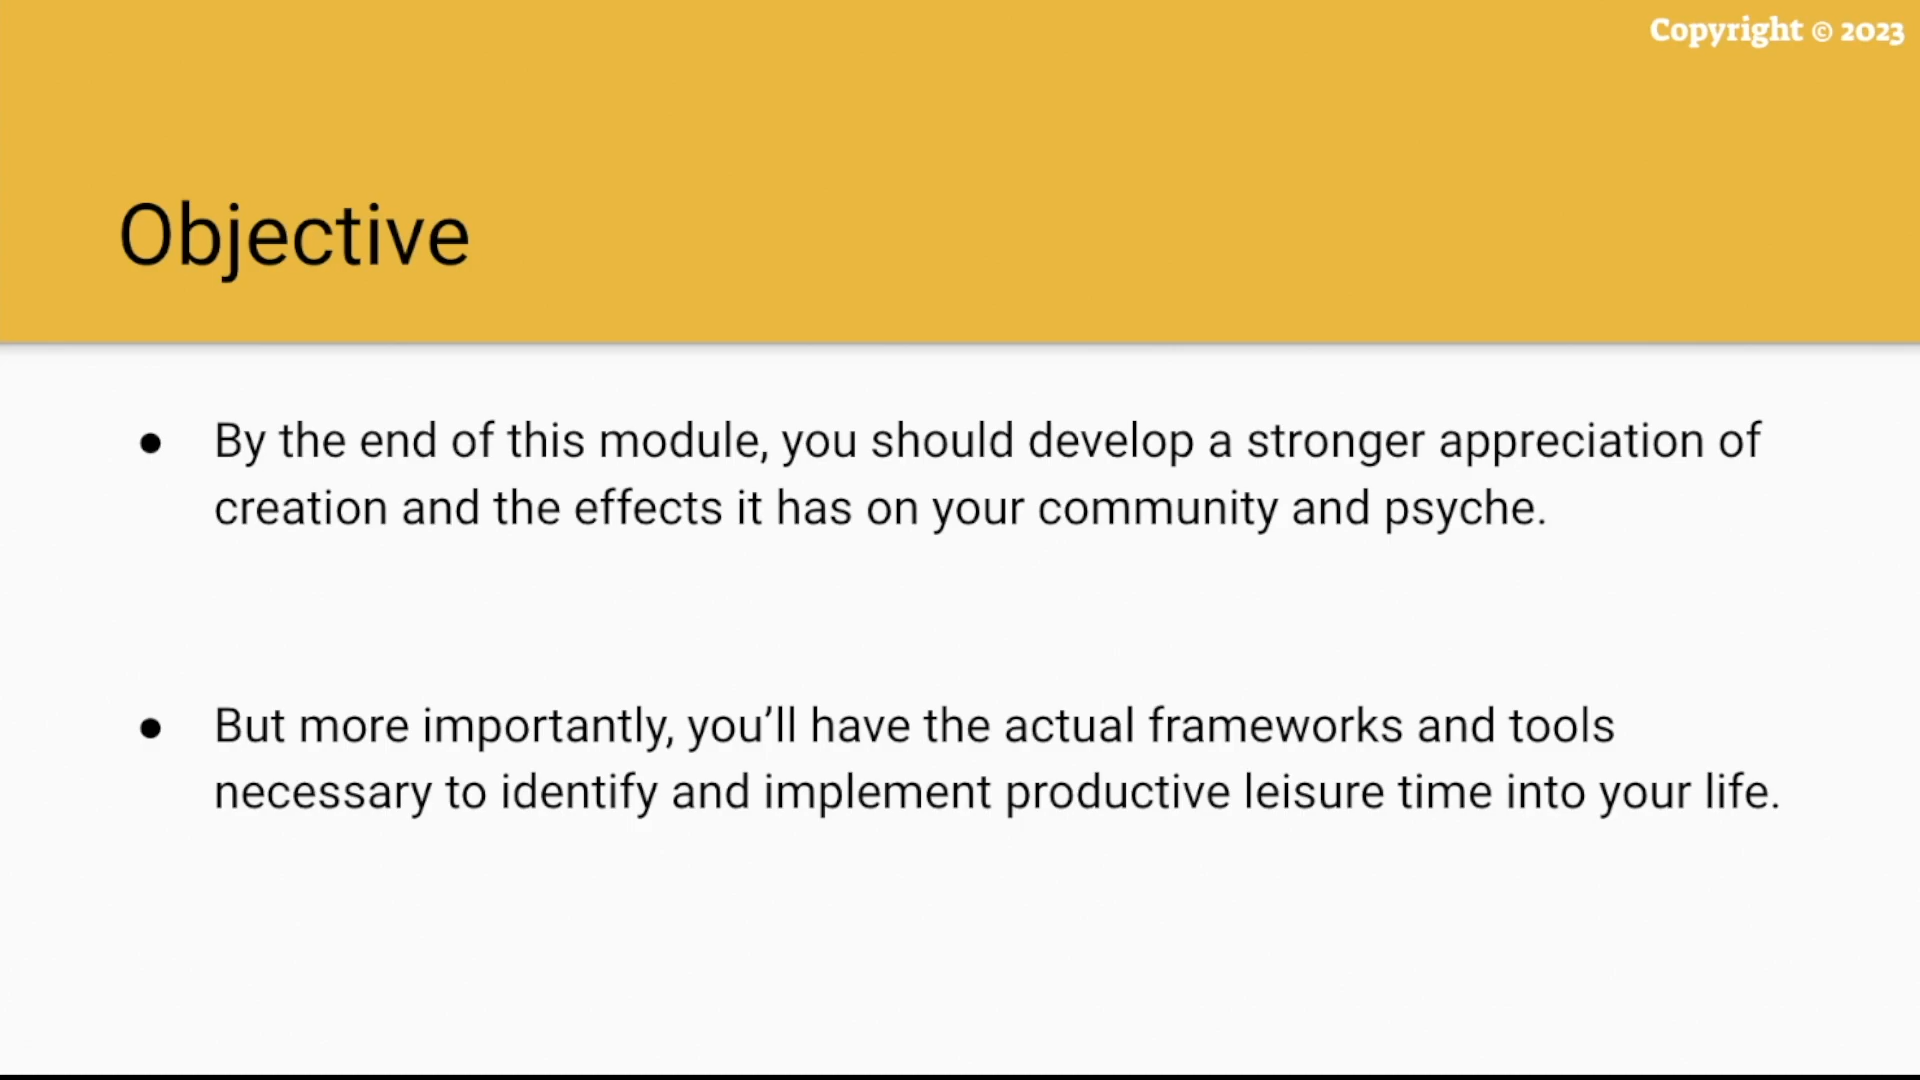 Copyright © 2023
Objective
● By the end of this module, you should develop a stronger appreciation of
creation and the effects it has on your community and psyche.
● But more importantly, you’ll have the actual frameworks and tools
necessary to identify and implement productive leisure time into your life.